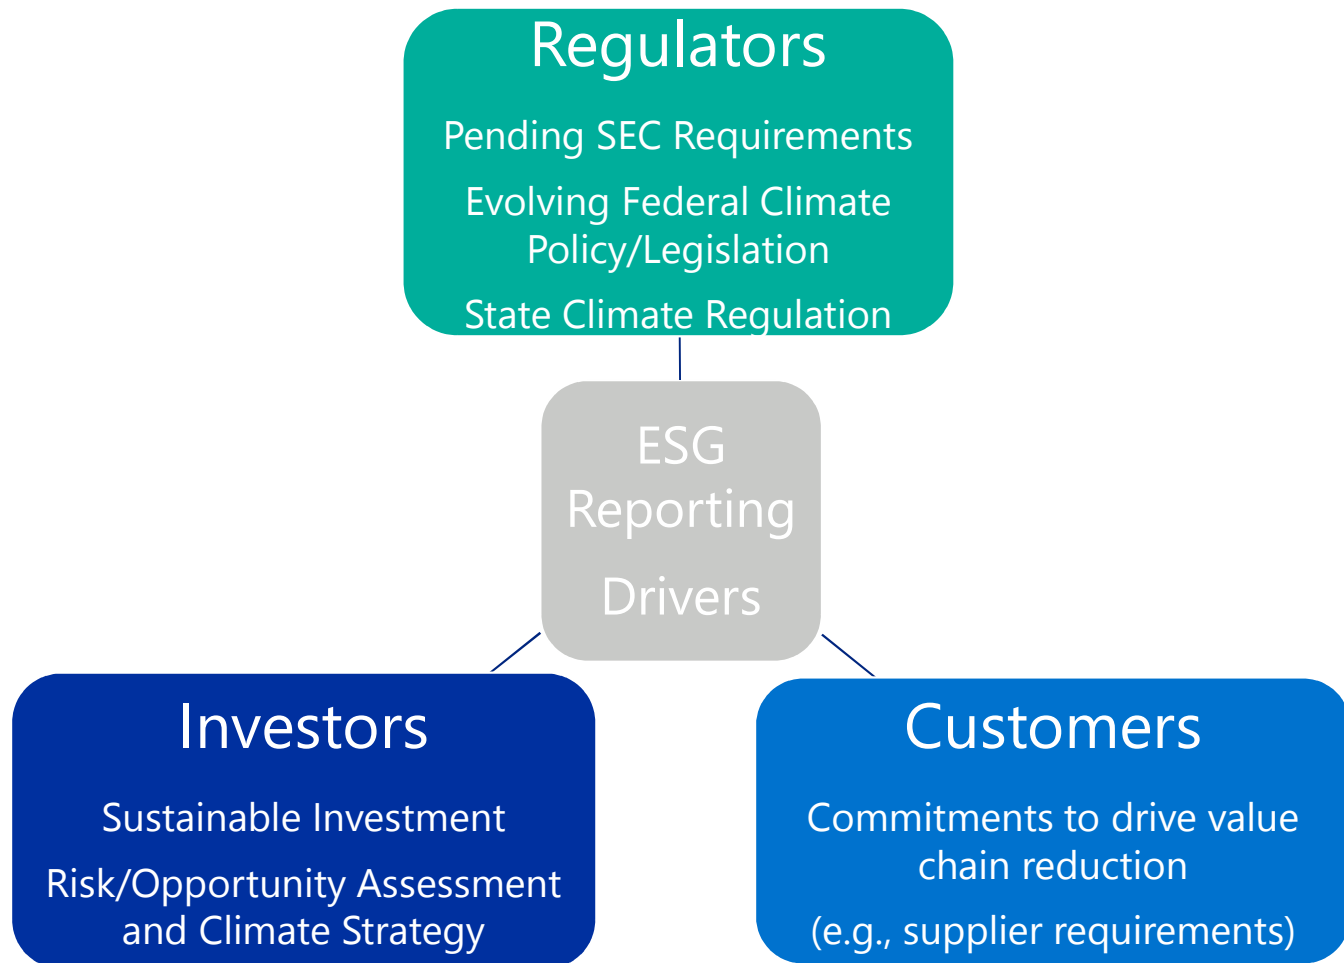 Regulators
Pending SEC Requirements
Evolving Federal Climate
Policy/Legislation
State Climate Regulation
ESG
Reporting
Drivers
Investors
Sustainable Investment
Risk/Opportunity Assessment
and Climate Strategy
Customers
Commitments to drive value
chain reduction
(e.g., supplier requirements)